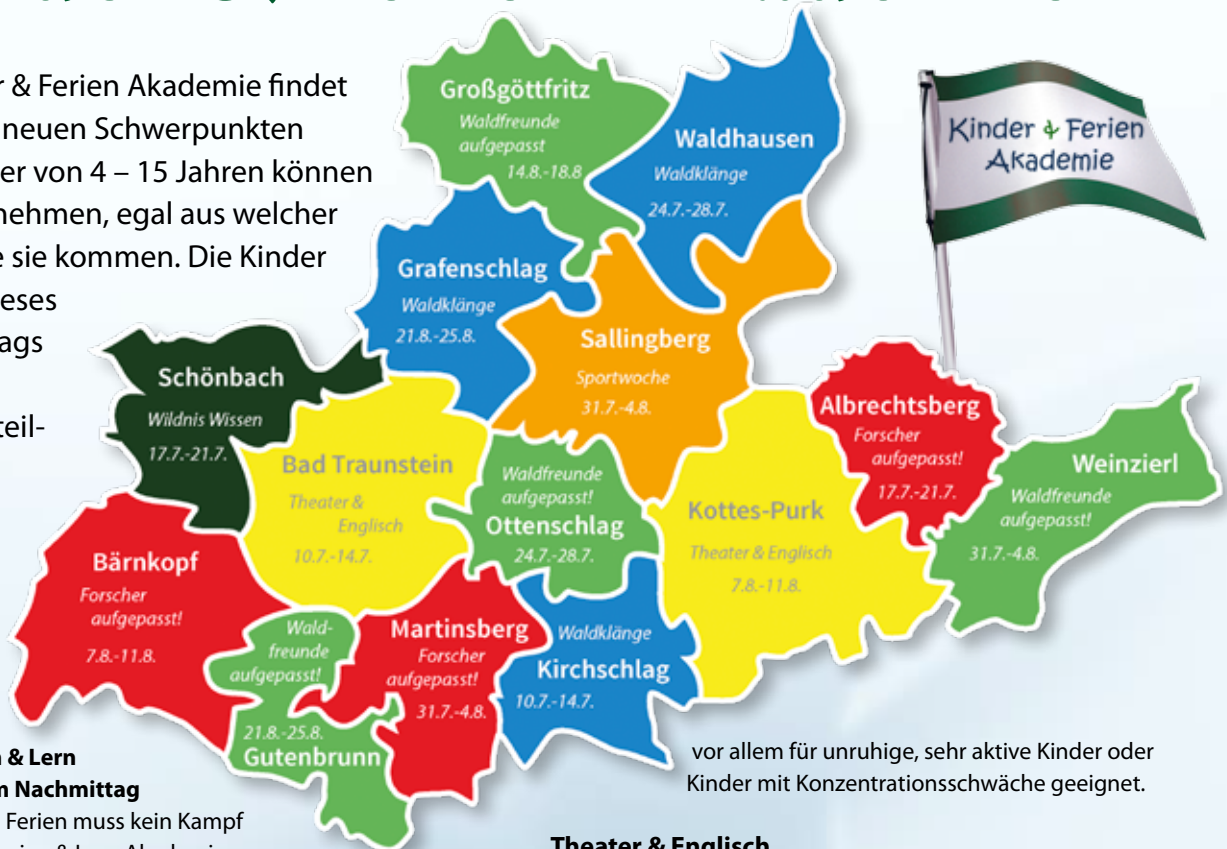 r & Ferien Akademie findet
neuen Schwerpunkten
er von 4 – 15 Jahren können
nehmen, egal aus welcher
e sie kommen. Die Kinder
eses
ags
teil-
Großgöttfritz
Waldfreunde
aufgepasst
14.8.-18.8
Waldhausen
Waldklänge
24.7.-28.7.
Kinder & Ferien
Akademie
Grafenschlag
Waldklänge
21.8.-25.8.
Sallingberg
Sportwoche
31.7.-4.8.
Schönbach
Wildnis Wissen
17.7.-21.7.
Bad Traunstein
Theater &
Englisch
10.7.-14.7.
Waldfreunde
aufgepasst!
Ottenschlag
24.7.-28.7.
Kottes-Purk
Theater & Englisch
7.8.-11.8.
Albrechtsberg
Forscher
aufgepasst!
17.7.-21.7.
Weinzierl
Waldfreunde
aufgepasst!
31.7.-4.8.
Bärnkopf
Forscher
aufgepasst!
7.8.-11.8.
Wald-
freunde
aufgepasst!
21.8.-25.8.
Gutenbrunn
Martinsberg
Forscher
aufgepasst!
31.7.-4.8.
Waldklänge
Kirchschlag
10.7.-14.7.
& Lern
m Nachmittag
Ferien muss kein Kampf
vor allem für unruhige, sehr aktive Kinder oder
Kinder mit Konzentrationsschwäche geeignet.
Theater & Englisch